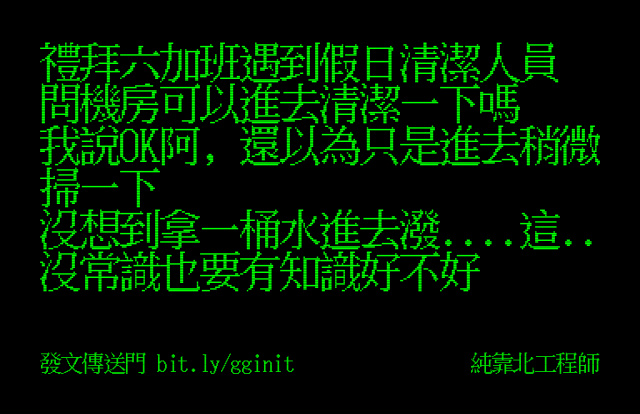 禮拜六加班遇到假日清潔人員
問機房可以進去清潔一下嗎
我說OK阿, 還以為只是進去稍微
掃一下
沒想到拿一桶水進去潑....這..
沒常識也要有知識好不好
發文傳送門 bit.ly/gginit
純靠北工程師